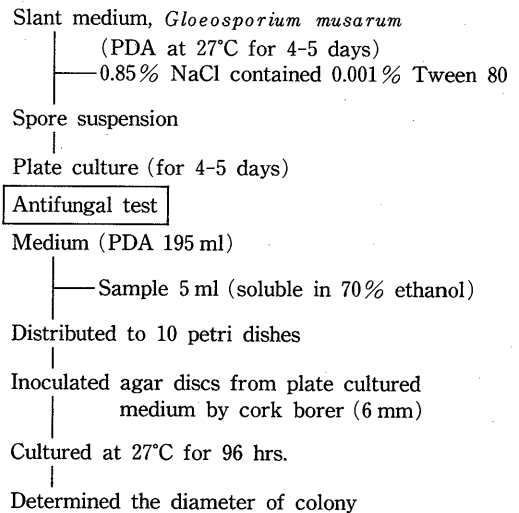 Slant medium, Gloeosporium musarum
(PDA at 27°C for 4-5 days)
0.85% NaCl contained 0.001% Tween 80
Spore suspension
Plate culture (for 4-5 days)
Antifungal test
Medium (PDA 195 ml)
Sample 5 ml (soluble in 70% ethanol)
Distributed to 10 petri dishes
Inoculated agar discs from plate cultured
medium by cork borer (6 mm)
Cultured at 27°C for 96 hrs.
Determined the diameter of colony